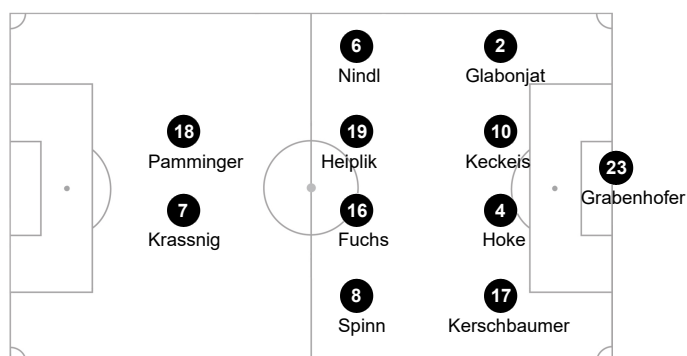 6
Nindl
2
Glabonjat
18
Pamminger
19
Heiplik
10
Keckeis
23
Grabenhofer
7
Krassnig
16
Fuchs
4
Hoke
8
Spinn
17
Kerschbaumer